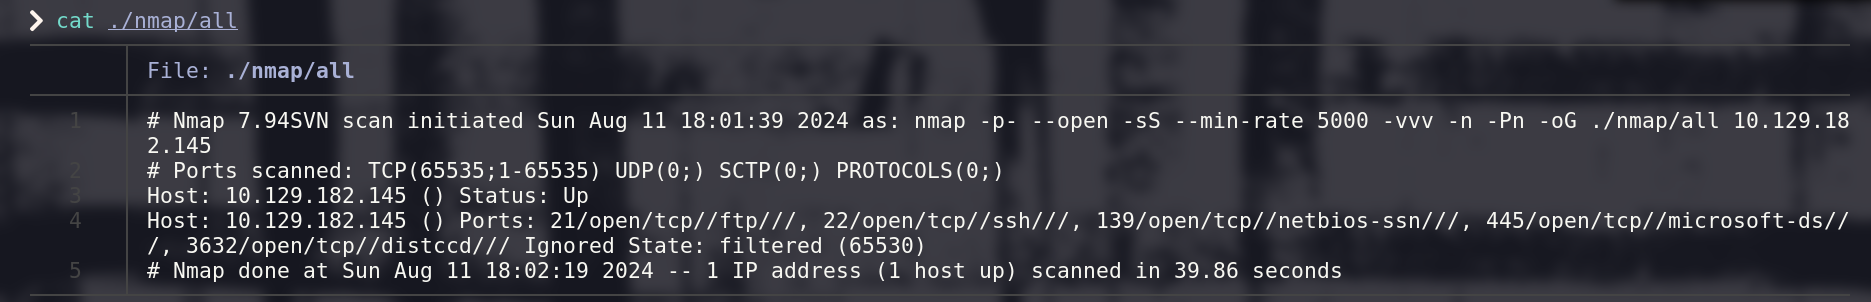 ❯ cat ./nmap/all
File: ./nmap/all
1 # Nmap 7.94SVN scan initiated Sun Aug 11 18:01:39 2024 as: nmap -p- --open -sS --min-rate 5000 -vvv -n -Pn -oG ./nmap/all 10.129.18
2.145
2 # Ports scanned: TCP(65535;1-65535) UDP(0;) SCTP(0;) PROTOCOLS(0;)
3 Host: 10.129.182.145 () Status: Up
4 Host: 10.129.182.145 () Ports: 21/open/tcp//ftp///, 22/open/tcp//ssh///, 139/open/tcp//netbios-ssn///, 445/open/tcp//microsoft-ds//
/, 3632/open/tcp//distccd/// Ignored State: filtered (65530)
5 # Nmap done at Sun Aug 11 18:02:19 2024 -- 1 IP address (1 host up) scanned in 39.86 seconds